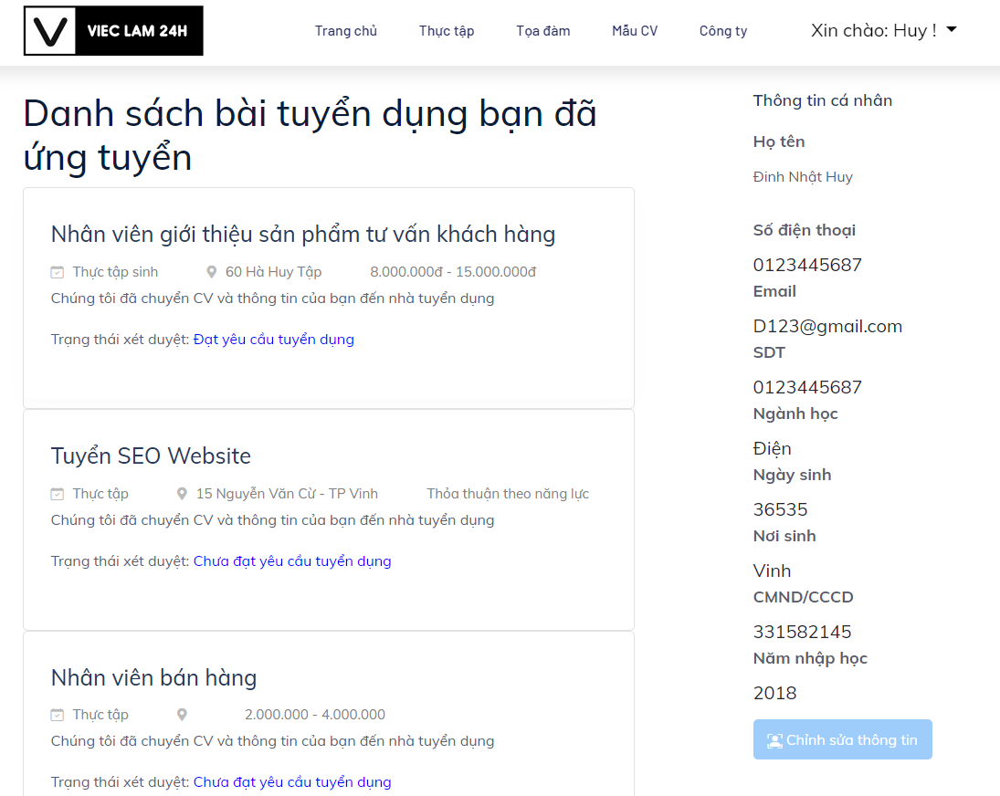 V VIEC LAM 24H
Trang chủ Thực tập Tọa đàm Mẫu CV Công ty Xin chào: Huy !
Danh sách bài tuyển dụng bạn đã
ứng tuyển
Nhân viên giới thiệu sản phẩm tư vấn khách hàng
Thực tập sinh 60 Hà Huy Tập 8.000.000đ - 15.000.000đ
Chúng tôi đã chuyển CV và thông tin của bạn đến nhà tuyển dụng
Trạng thái xét duyệt: Đạt yêu cầu tuyển dụng
Tuyển SEO Website
Thực tập 15 Nguyễn Văn Cừ - TP Vinh Thỏa thuận theo năng lực
Chúng tôi đã chuyển CV và thông tin của bạn đến nhà tuyển dụng
Trạng thái xét duyệt: Chưa đạt yêu cầu tuyển dụng
Nhân viên bán hàng
Thực tập 2.000.000 - 4.000.000
Chúng tôi đã chuyển CV và thông tin của bạn đến nhà tuyển dụng
Trạng thái xét duyệt: Chưa đạt yêu cầu tuyển dụng
Thông tin cá nhân
Họ tên
Đinh Nhật Huy
Số điện thoại
0123445687
Email
D123@gmail.com
SDT
0123445687
Ngành học
Điện
Ngày sinh
36535
Nơi sinh
Vinh
CMND/CCCD
331582145
Năm nhập học
2018
Chỉnh sửa thông tin